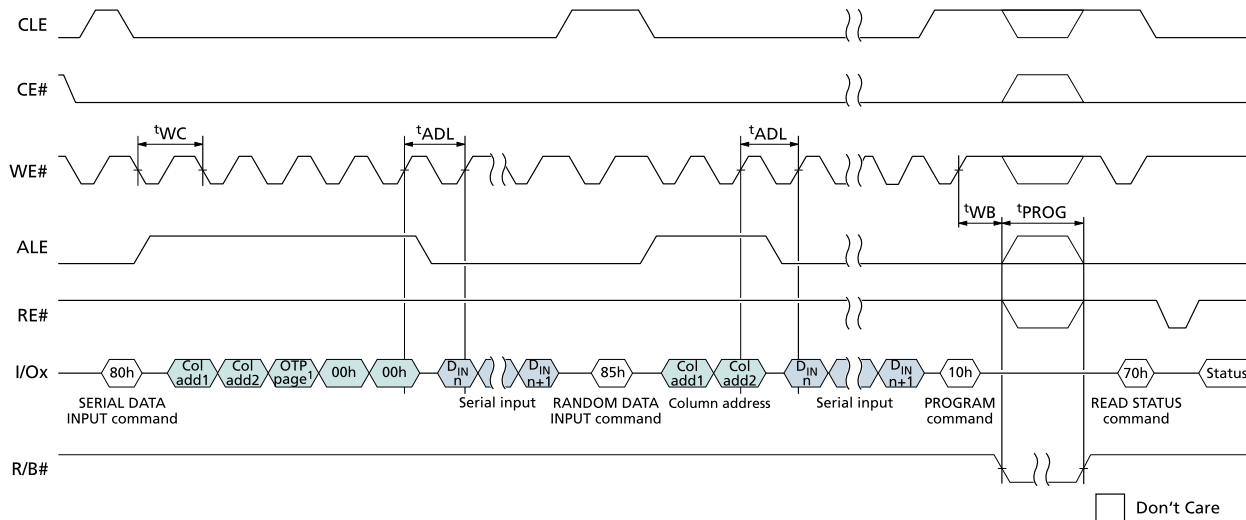 CLE
CE#
tWC
tADL
tADL
WE#
tWB
tPROG
ALE
RE#
I/Ox
80h
Col add1
Col add2
OTP page1
00h
00h
DIN n
DIN n+1
85h
Col add1
Col add2
DIN n
DIN n+1
10h
70h
Status
SERIAL DATA
INPUT command
Serial input
RANDOM DATA
INPUT command
Column address
Serial input
PROGRAM
command
READ STATUS
command
R/B#
Don't Care